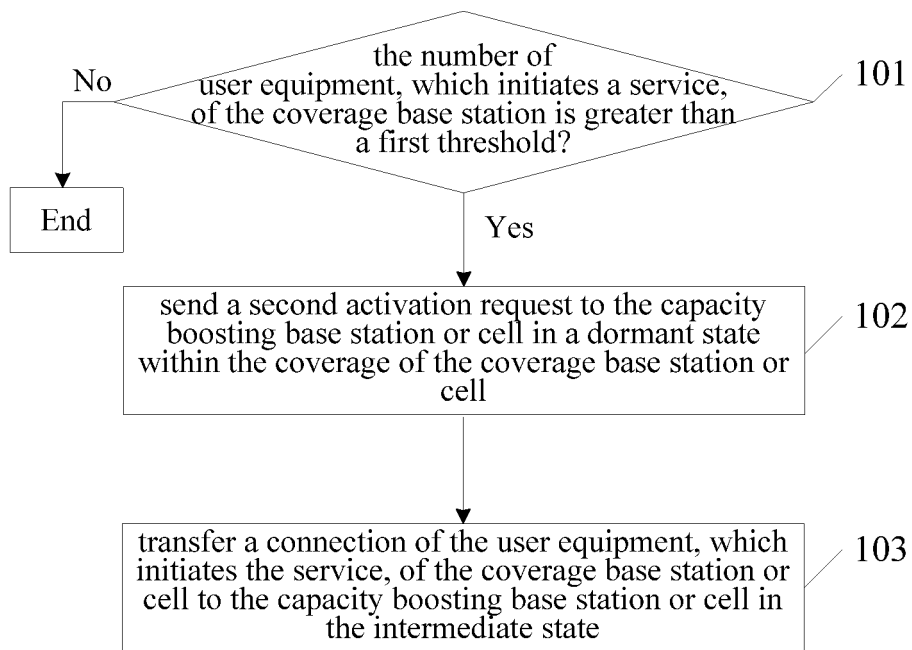 the number of
user equipment, which initiates a service,
of the coverage base station is greater than
a first threshold?
101
No
End
Yes
send a second activation request to the capacity
boosting base station or cell in a dormant state
within the coverage of the coverage base station or
cell
102
transfer a connection of the user equipment, which
initiates the service, of the coverage base station or
cell to the capacity boosting base station or cell in
the intermediate state
103